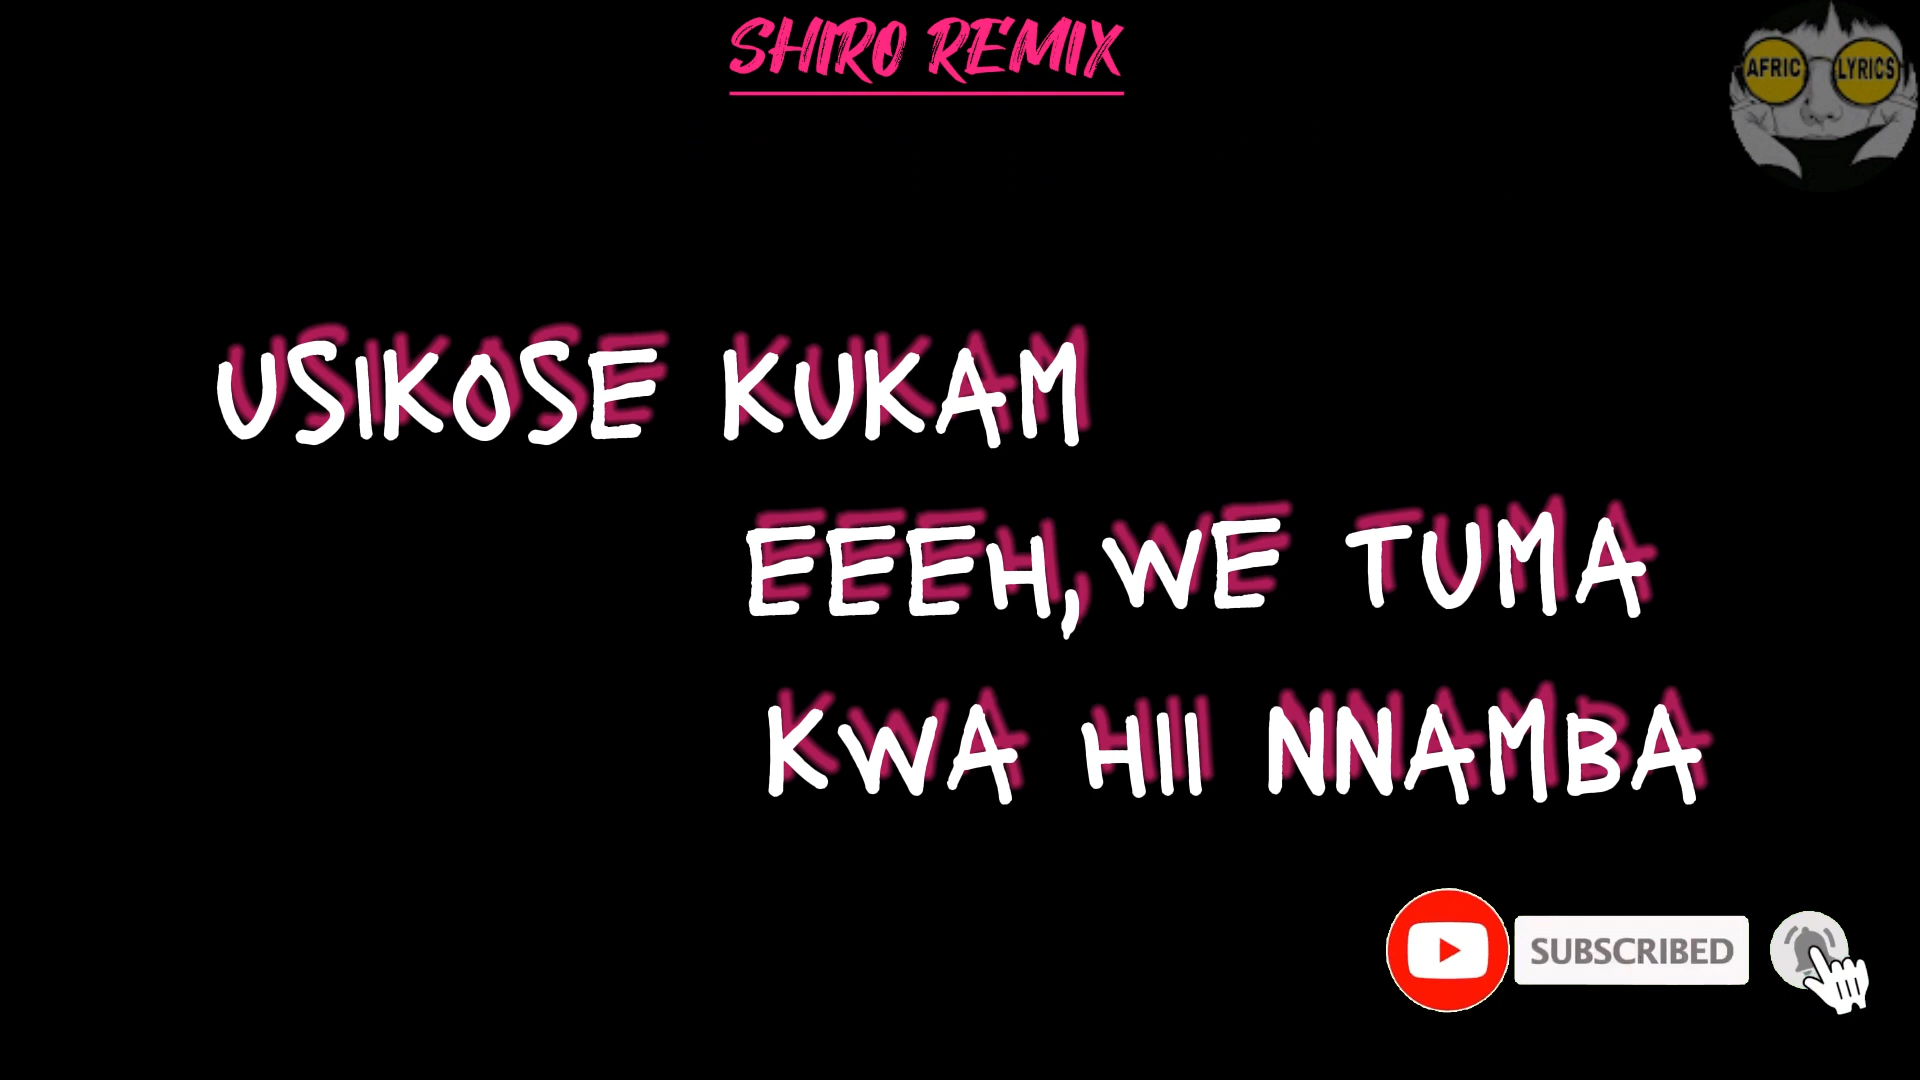 SHIRO REMIX
AFRIC LYRICS
USIKOSE KUKAM
EEEH, WE TUMA
KWA HII NNAMBA
SUBSCRIBED